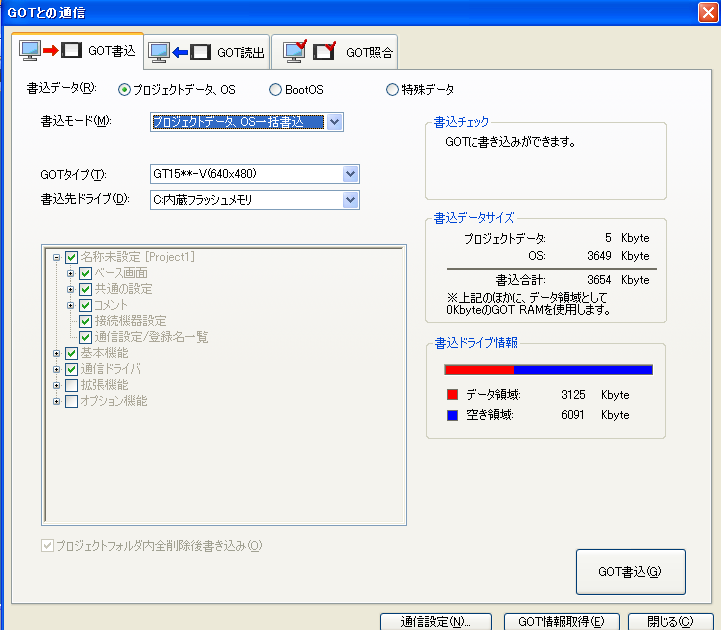 GOTとの通信
GOT書込
GOT読出
GOT照合
書込データ(R):
プロジェクトデータ、OS
BootOS
特殊データ
書込モード(M):
プロジェクトデータ、OS一括書込
GOTタイプ(T):
GT15**-V(640x480)
書込先ドライブ(D):
C:内蔵フラッシュメモリ
名称未設定 [Project1]
ベース画面
共通の設定
コメント
接続機器設定
通信設定/登録名一覧
基本機能
通信ドライバ
拡張機能
オプション機能
プロジェクトフォルダ内全削除後書き込み(O)
書込チェック
GOTに書き込みができます。
書込データサイズ
プロジェクトデータ: 5 Kbyte
OS: 3649 Kbyte
書込合計: 3654 Kbyte
※上記のほかに、データ領域として
0KbyteのGOT RAMを使用します。
書込ドライブ情報
データ領域: 3125 Kbyte
空き領域: 6091 Kbyte
GOT書込(G)
通信設定(N)...
GOT情報取得(E)
閉じる(C)